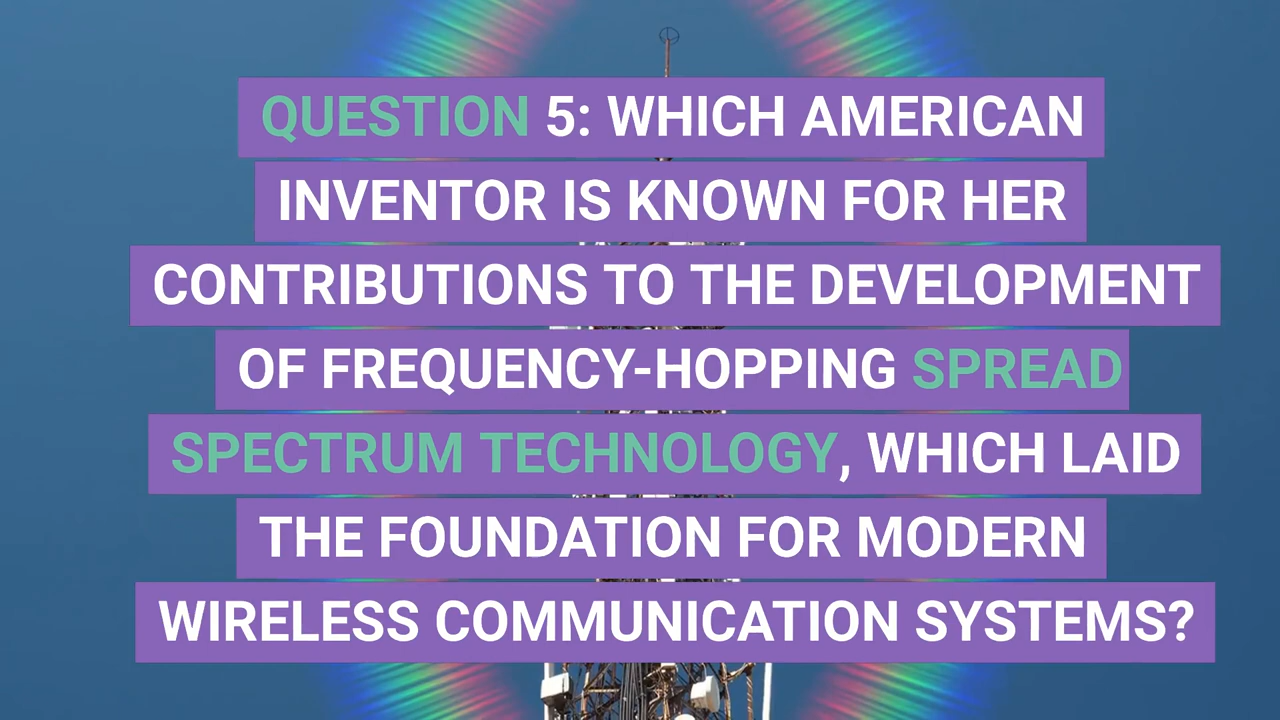 QUESTION 5: WHICH AMERICAN
INVENTOR IS KNOWN FOR HER
CONTRIBUTIONS TO THE DEVELOPMENT
OF FREQUENCY-HOPPING SPREAD
SPECTRUM TECHNOLOGY, WHICH LAID
THE FOUNDATION FOR MODERN
WIRELESS COMMUNICATION SYSTEMS?